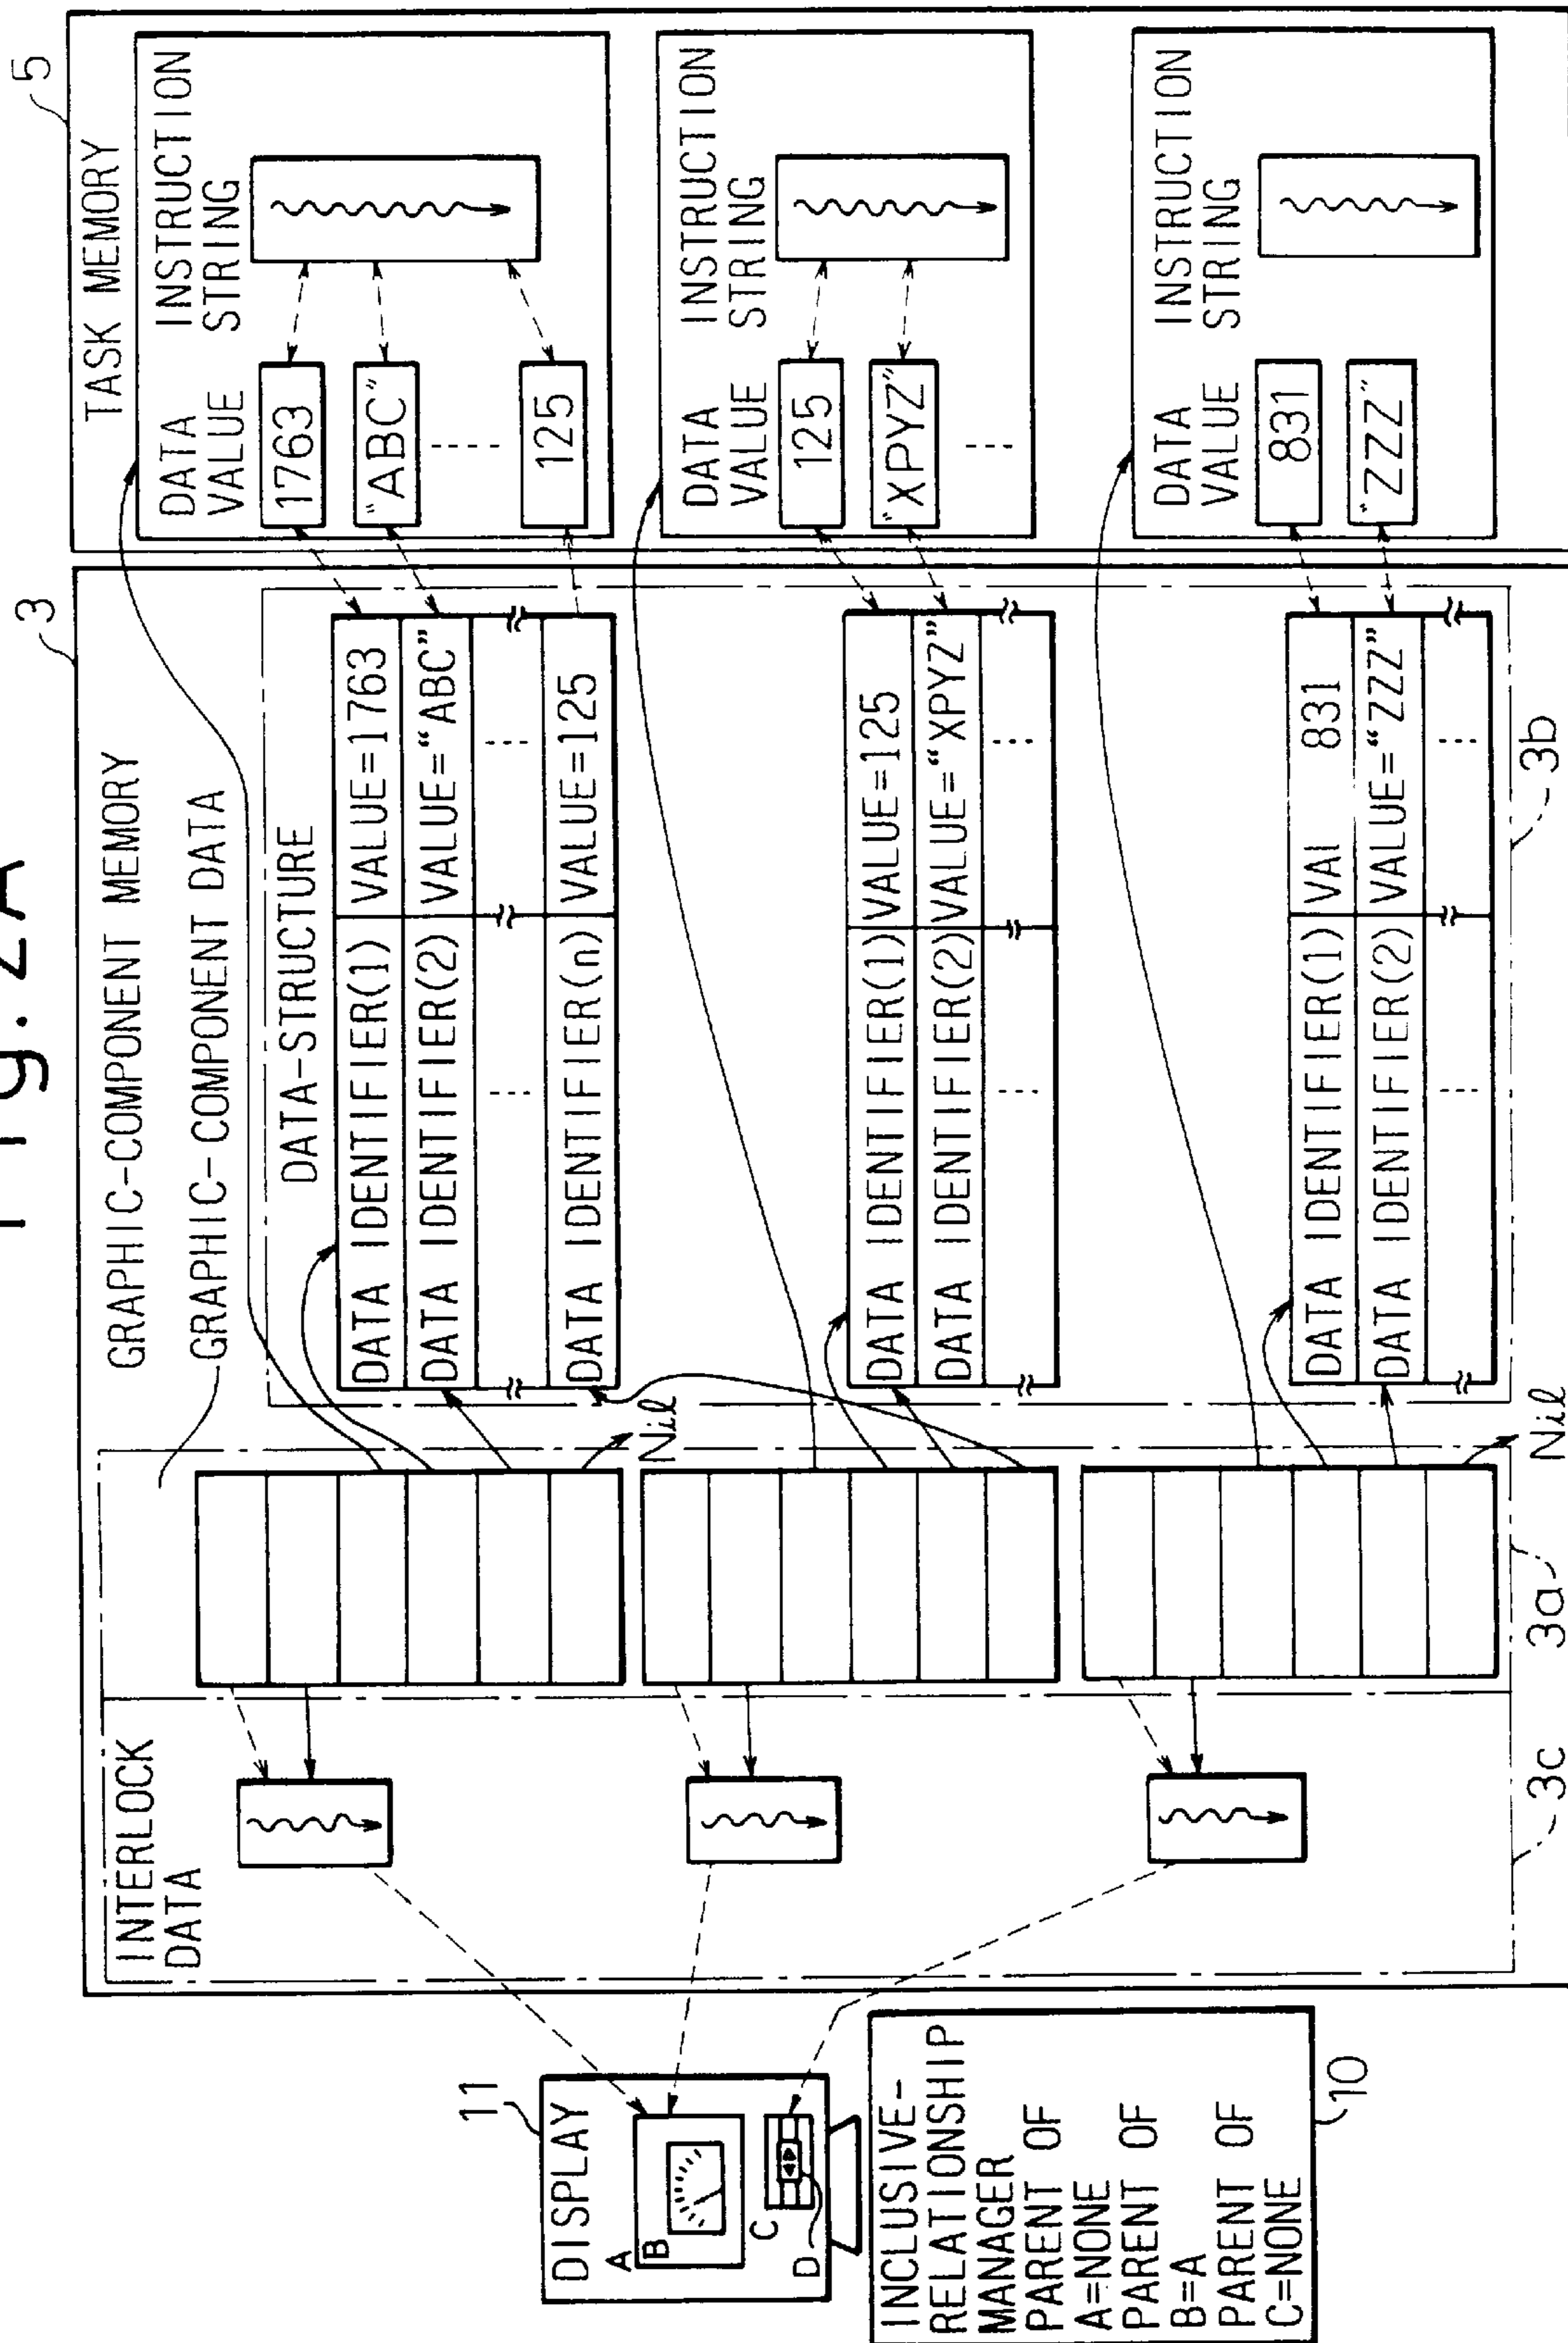 Fig. 2A
3
5
GRAPHIC-COMPONENT MEMORY
GRAPHIC-COMPONENT DATA
TASK MEMORY
INTERLOCK
DATA
DATA-STRUCTURE
DATA IDENTIFIER(1) VALUE=1763
DATA IDENTIFIER(2) VALUE="ABC"
DATA IDENTIFIER(n) VALUE=125
Nil
DATA
VALUE
INSTRUCTION
STRING
1763
"ABC"
125
DATA IDENTIFIER(1) VALUE=125
DATA IDENTIFIER(2) VALUE="XPYZ"
DATA
VALUE
INSTRUCTION
STRING
125
"XPYZ"
DATA IDENTIFIER(1) VAI 831
DATA IDENTIFIER(2) VALUE="ZZZ"
Nil
DATA
VALUE
INSTRUCTION
STRING
831
"ZZZ"
3c
3a
3b
11
DISPLAY
A
B
C
D
INCLUSIVE-
RELATIONSHIP
MANAGER
PARENT OF
A=NONE
PARENT OF
B=A
PARENT OF
C=NONE
10